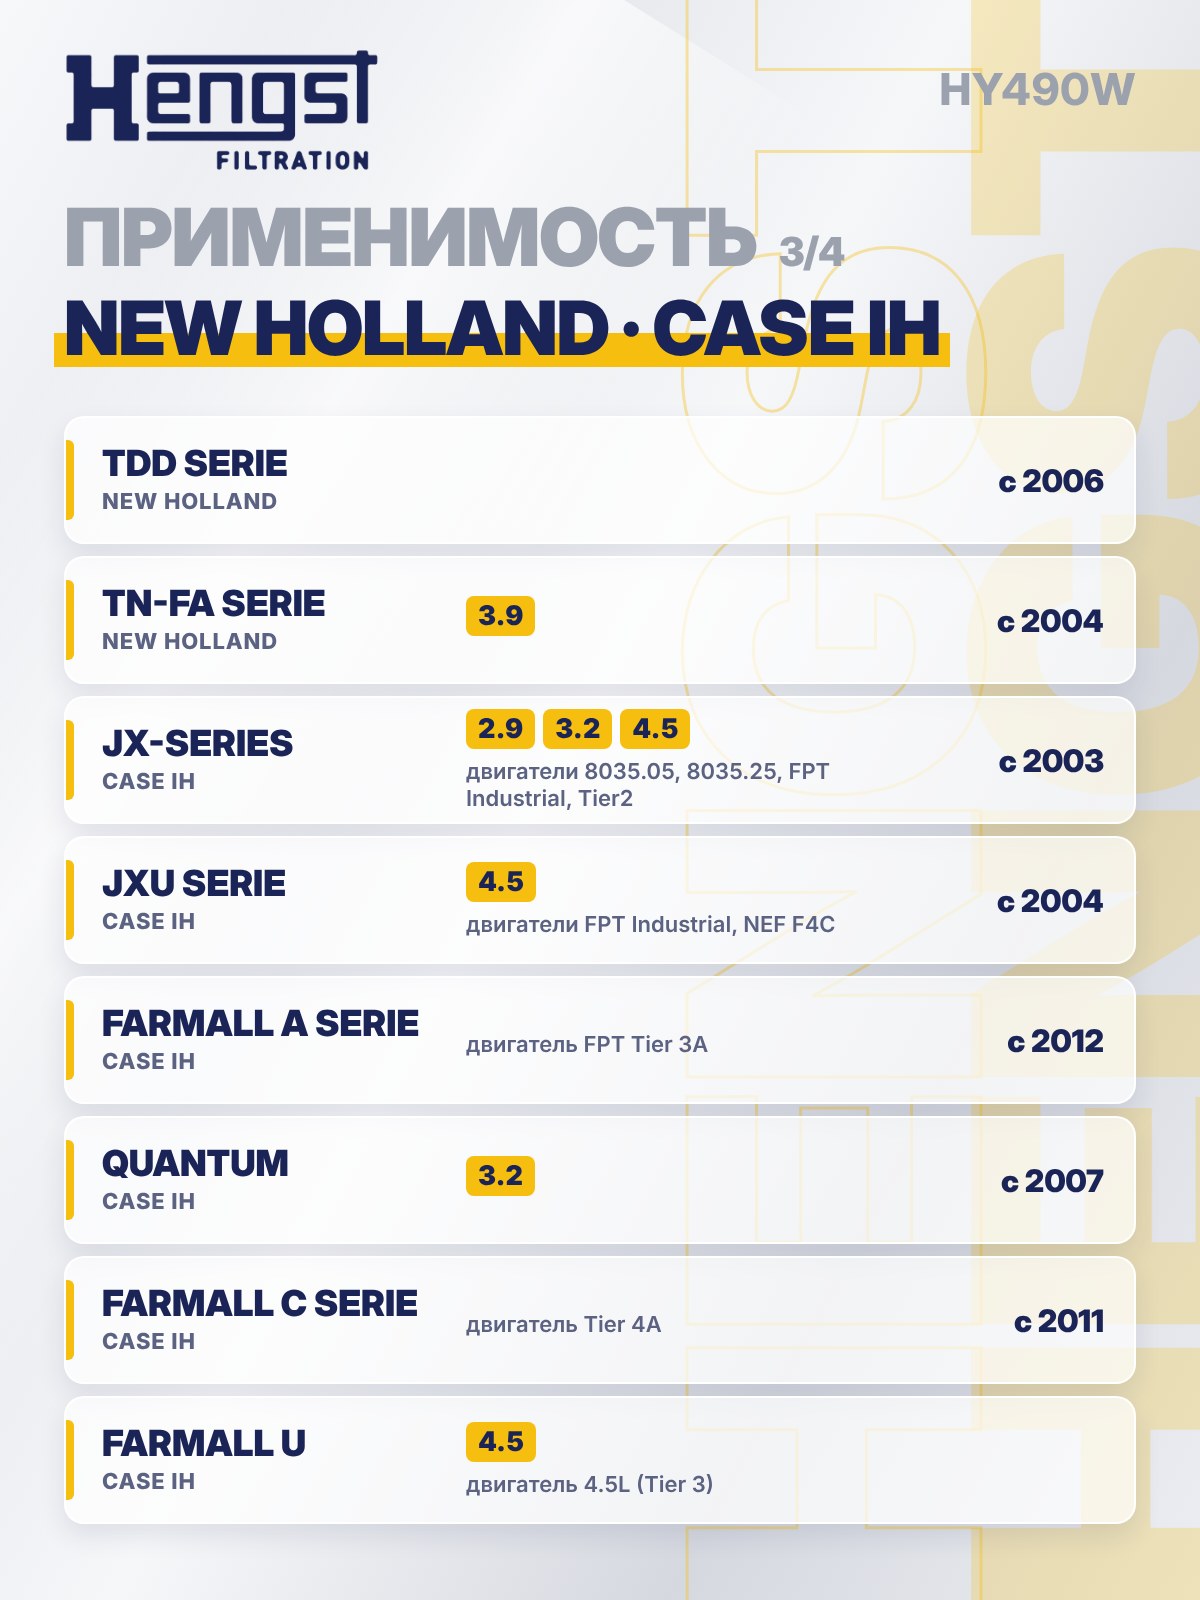 Hengst
FILTRATION
HY490W
ПРИМЕНИМОСТЬ 3/4
NEW HOLLAND · CASE IH
TDD SERIE
NEW HOLLAND
с 2006
TN-FA SERIE
NEW HOLLAND
3.9
с 2004
JX-SERIES
CASE IH
2.9 3.2 4.5
двигатели 8035.05, 8035.25, FPT
Industrial, Tier2
с 2003
JXU SERIE
CASE IH
4.5
двигатели FPT Industrial, NEF F4C
с 2004
FARMALL A SERIE
CASE IH
двигатель FPT Tier 3A
с 2012
QUANTUM
CASE IH
3.2
с 2007
FARMALL C SERIE
CASE IH
двигатель Tier 4A
с 2011
FARMALL U
CASE IH
4.5
двигатель 4.5L (Tier 3)
HENGST
HENGST